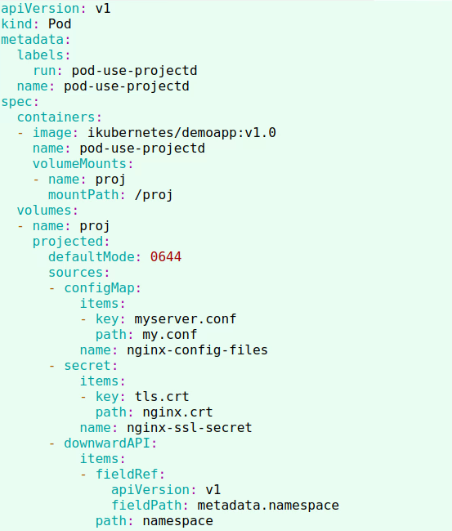 apiVersion: v1
kind: Pod
metadata:
  labels:
    run: pod-use-projectd
  name: pod-use-projectd
spec:
  containers:
  - image: ikubernetes/demoapp:v1.0
    name: pod-use-projectd
    volumeMounts:
    - name: proj
      mountPath: /proj
  volumes:
  - name: proj
    projected:
      defaultMode: 0644
      sources:
      - configMap:
          items:
          - key: myserver.conf
            path: my.conf
          name: nginx-config-files
      - secret:
          items:
          - key: tls.crt
            path: nginx.crt
          name: nginx-ssl-secret
      - downwardAPI:
          items:
          - fieldRef:
              apiVersion: v1
              fieldPath: metadata.namespace
            path: namespace